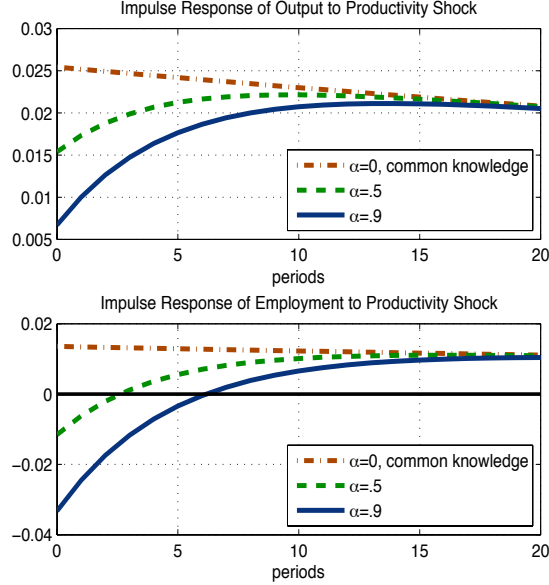 Impulse Response of Output to Productivity Shock
0.03
0.025
0.02
0.015
0.01
0.005
α=0, common knowledge
α=.5
α=.9
0 5 10 15 20
periods
Impulse Response of Employment to Productivity Shock
0.02
0
−0.02
−0.04
α=0, common knowledge
α=.5
α=.9
0 5 10 15 20
periods